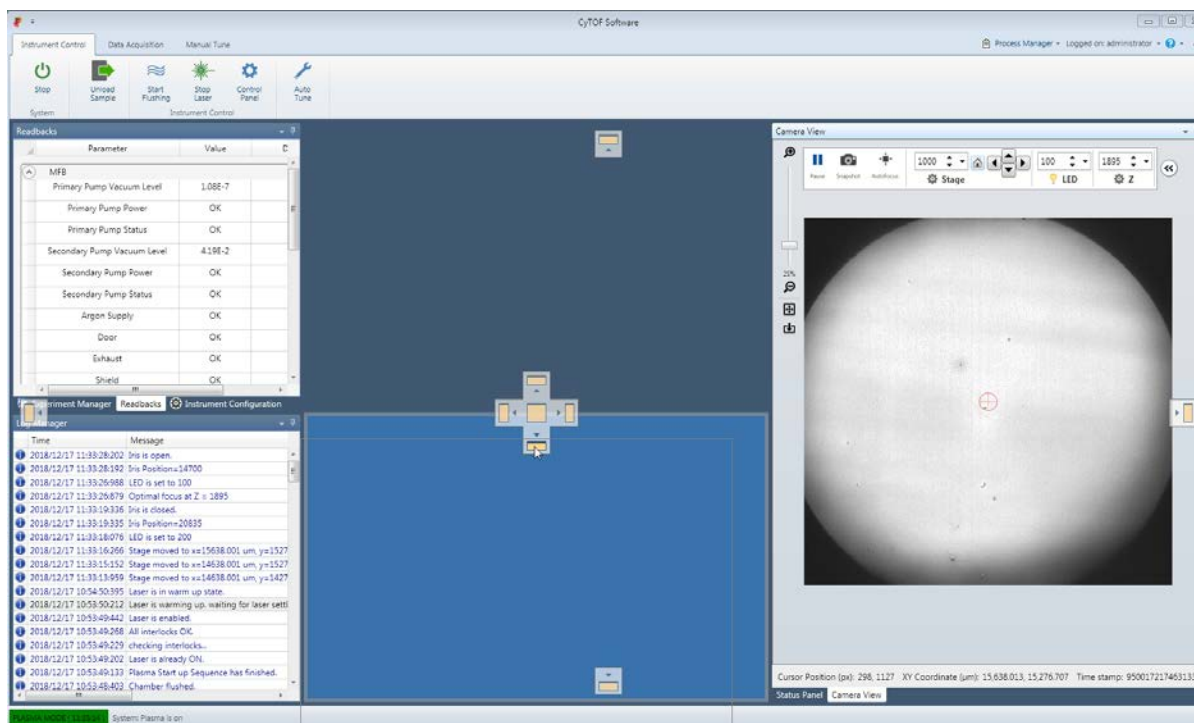 CyTOF Software
Instrument Control Data Acquisition Manual Tune
Process Manager Logged on: administrator
Stop Unload Sample Start Flushing Stop Laser Control Panel Auto Tune
System Instrument Control
Readbacks
Parameter Value
MFB
Primary Pump Vacuum Level 1.08E-7
Primary Pump Power OK
Primary Pump Status OK
Secondary Pump Vacuum Level 4.19E-2
Secondary Pump Power OK
Secondary Pump Status OK
Argon Supply OK
Door OK
Exhaust OK
Shield OK
Manager Readbacks Instrument Configuration
Manager
Time Message
2018/12/17 11:33:28:202 Iris is open.
2018/12/17 11:33:28:192 Iris Position=14700
2018/12/17 11:33:26:988 LED is set to 100
2018/12/17 11:33:26:879 Optimal focus at Z = 1895
2018/12/17 11:33:19:336 Iris is closed.
2018/12/17 11:33:19:335 Iris Position=20835
2018/12/17 11:33:18:076 LED is set to 200
2018/12/17 11:33:16:266 Stage moved to x=15638.001 um, y=1527
2018/12/17 11:33:15:152 Stage moved to x=14638.001 um, y=1527
2018/12/17 11:33:13:959 Stage moved to x=14638.001 um, y=1427
2018/12/17 10:54:50:395 Laser is in warm up state.
2018/12/17 10:53:50:212 Laser is warming up. waiting for laser settl
2018/12/17 10:53:49:442 Laser is enabled.
2018/12/17 10:53:49:268 All interlocks OK.
2018/12/17 10:53:49:229 checking interlocks...
2018/12/17 10:53:49:202 Laser is already ON.
2018/12/17 10:53:49:133 Plasma Start up Sequence has finished.
2018/12/17 10:53:48:403 Chamber flushed.
System: Plasma is on
Camera View
Pause Snapshot Autofocus 1000 Stage 100 LED 1895 Z
25%
Cursor Position (px): 298, 1127 XY Coordinate (µm): 15,638.013, 15,276.707 Time stamp: 950017217463133
Status Panel Camera View